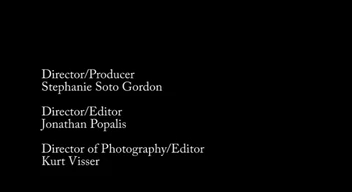 Director/Producer
Stephanie Soto Gordon
Director/Editor
Jonathan Popalis
Director of Photography/Editor
Kurt Visser